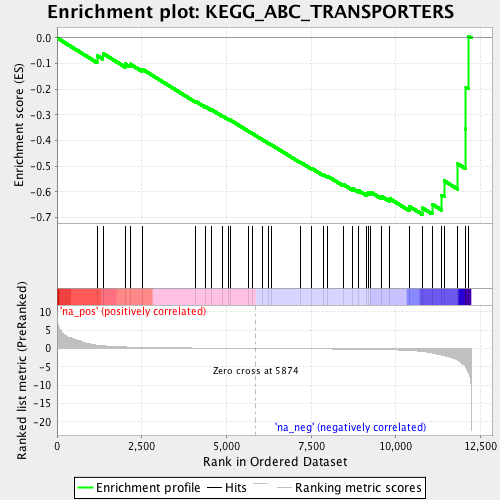 Enrichment plot: KEGG_ABC_TRANSPORTERS
Enrichment score (ES)
0.0
-0.1
-0.2
-0.3
-0.4
-0.5
-0.6
-0.7
'na_pos' (positively correlated)
Ranked list metric (PreRanked)
10
5
0
-5
-10
-15
-20
Zero cross at 5874
'na_neg' (negatively correlated)
0
2,500
5,000
7,500
10,000
12,500
Rank in Ordered Dataset
Enrichment profile
Hits
Ranking metric scores